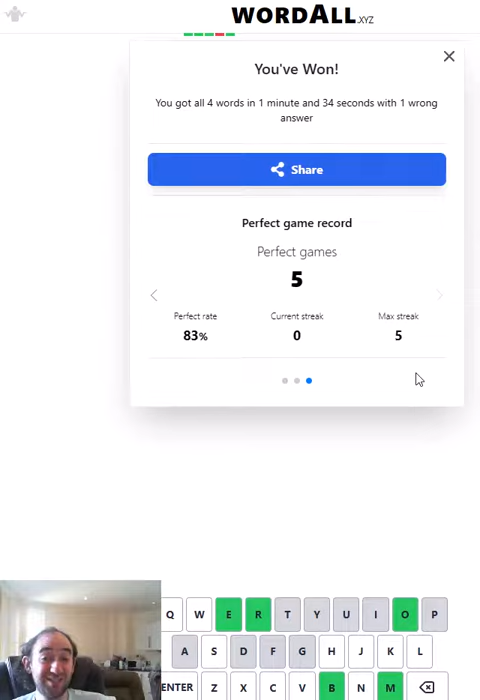 WORDALL.XYZ
You've Won!
You got all 4 words in 1 minute and 34 seconds with 1 wrong
answer
Share
Perfect game record
Perfect games
5
Perfect rate Current streak Max streak
83% 0 5
Q W E R T Y U I O P
A S D F G H J K L
ENTER Z X C V B N M